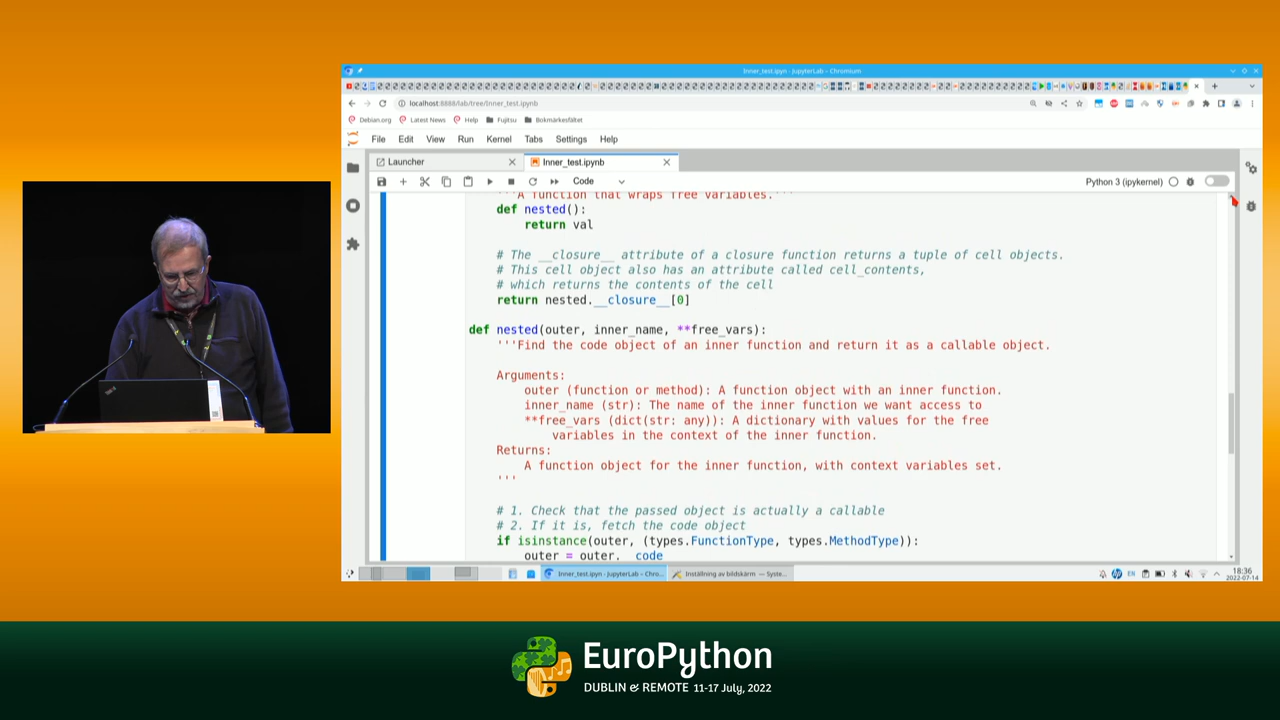 Inner_test.ipyn - JupyterLab - Chromium
localhost:8888/lab/tree/Inner_test.ipynb
Debian.org Latest News Help Fujitsu Bokmärkesfältet
File Edit View Run Kernel Tabs Settings Help
Launcher Inner_test.ipynb
Code Python 3 (ipykernel)
'''A function that wraps free variables.'''
def nested():
return val
# The __closure__ attribute of a closure function returns a tuple of cell objects.
# This cell object also has an attribute called cell_contents,
# which returns the contents of the cell
return nested.__closure__[0]
def nested(outer, inner_name, **free_vars):
'''Find the code object of an inner function and return it as a callable object.
Arguments:
outer (function or method): A function object with an inner function.
inner_name (str): The name of the inner function we want access to
**free_vars (dict(str: any)): A dictionary with values for the free
variables in the context of the inner function.
Returns:
A function object for the inner function, with context variables set.
'''
# 1. Check that the passed object is actually a callable
# 2. If it is, fetch the code object
if isinstance(outer, (types.FunctionType, types.MethodType)):
outer = outer.__code__
Inner_test.ipyn - JupyterLab - Chro... Inställning av bildskärm — Syste...
EN 18:36
2022-07-14
EuroPython
DUBLIN & REMOTE 11-17 July, 2022